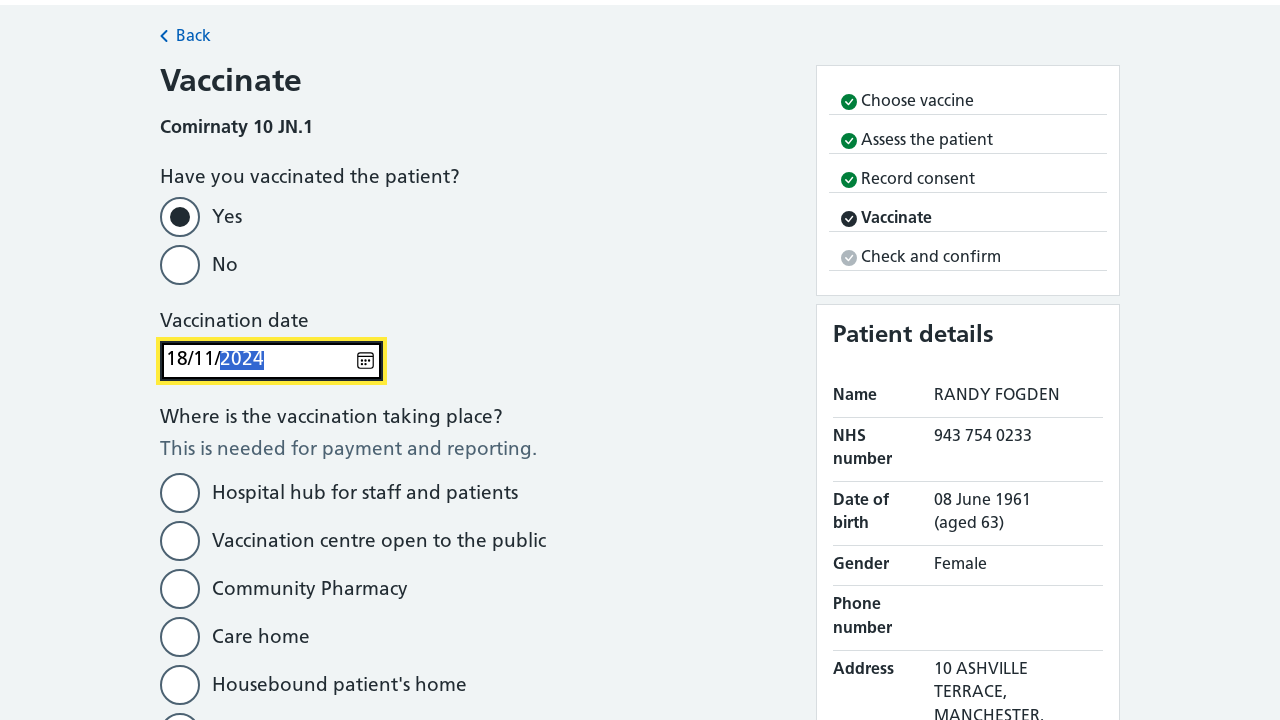 Back
Vaccinate
Comirnaty 10 JN.1
Have you vaccinated the patient?
Yes
No
Vaccination date
18/11/2024
Where is the vaccination taking place?
This is needed for payment and reporting.
Hospital hub for staff and patients
Vaccination centre open to the public
Community Pharmacy
Care home
Housebound patient's home
Choose vaccine
Assess the patient
Record consent
Vaccinate
Check and confirm
Patient details
Name RANDY FOGDEN
NHS 943 754 0233
number
Date of 08 June 1961
birth (aged 63)
Gender Female
Phone
number
Address 10 ASHVILLE
TERRACE,
MANCHESTER,